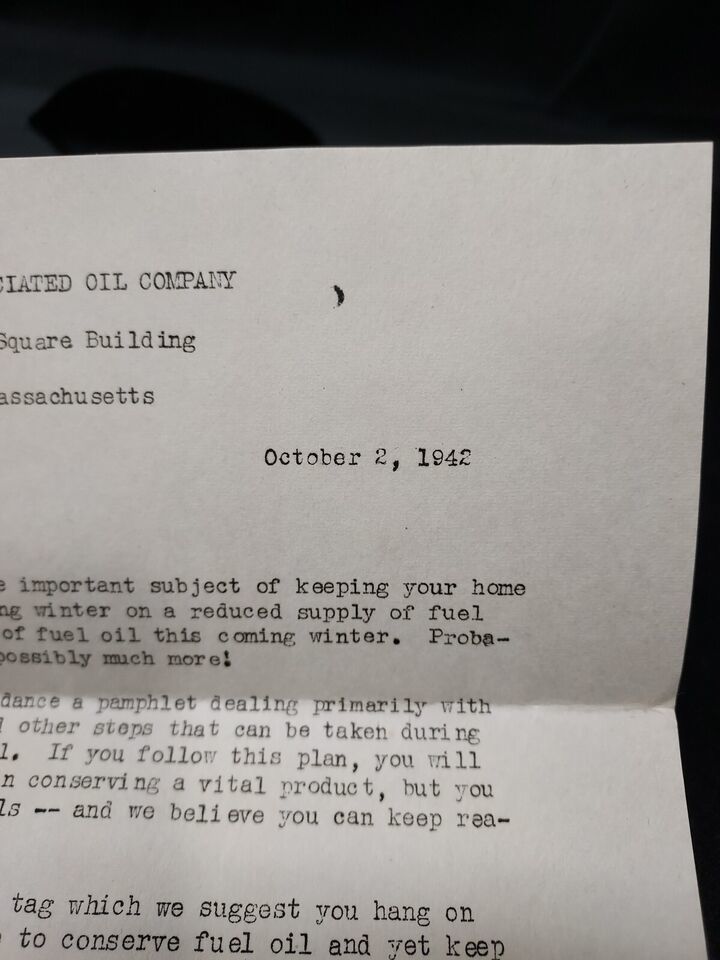 CIATED OIL COMPANY
Square Building
assachusetts
October 2, 1942
e important subject of keeping your home
ng winter on a reduced supply of fuel
of fuel oil this coming winter. Proba-
possibly much more!
dance a pamphlet dealing primarily with
l other steps that can be taken during
l. If you follow this plan, you will
n conserving a vital product, but you
ls -- and we believe you can keep rea-
tag which we suggest you hang on
to conserve fuel oil and yet keep